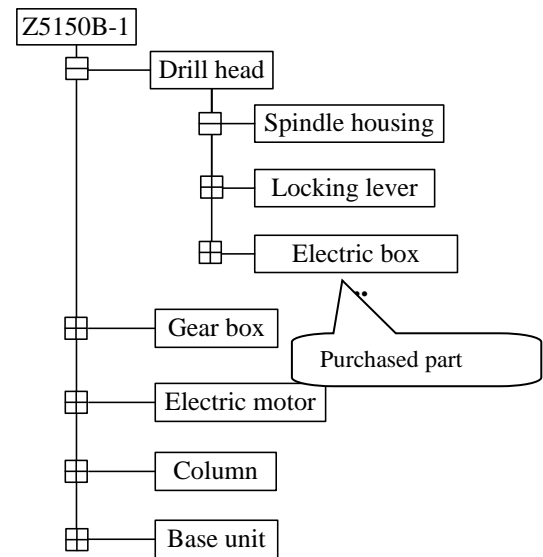 Z5150B-1
Drill head
Spindle housing
Locking lever
Electric box
Gear box
Purchased part
Electric motor
Column
Base unit